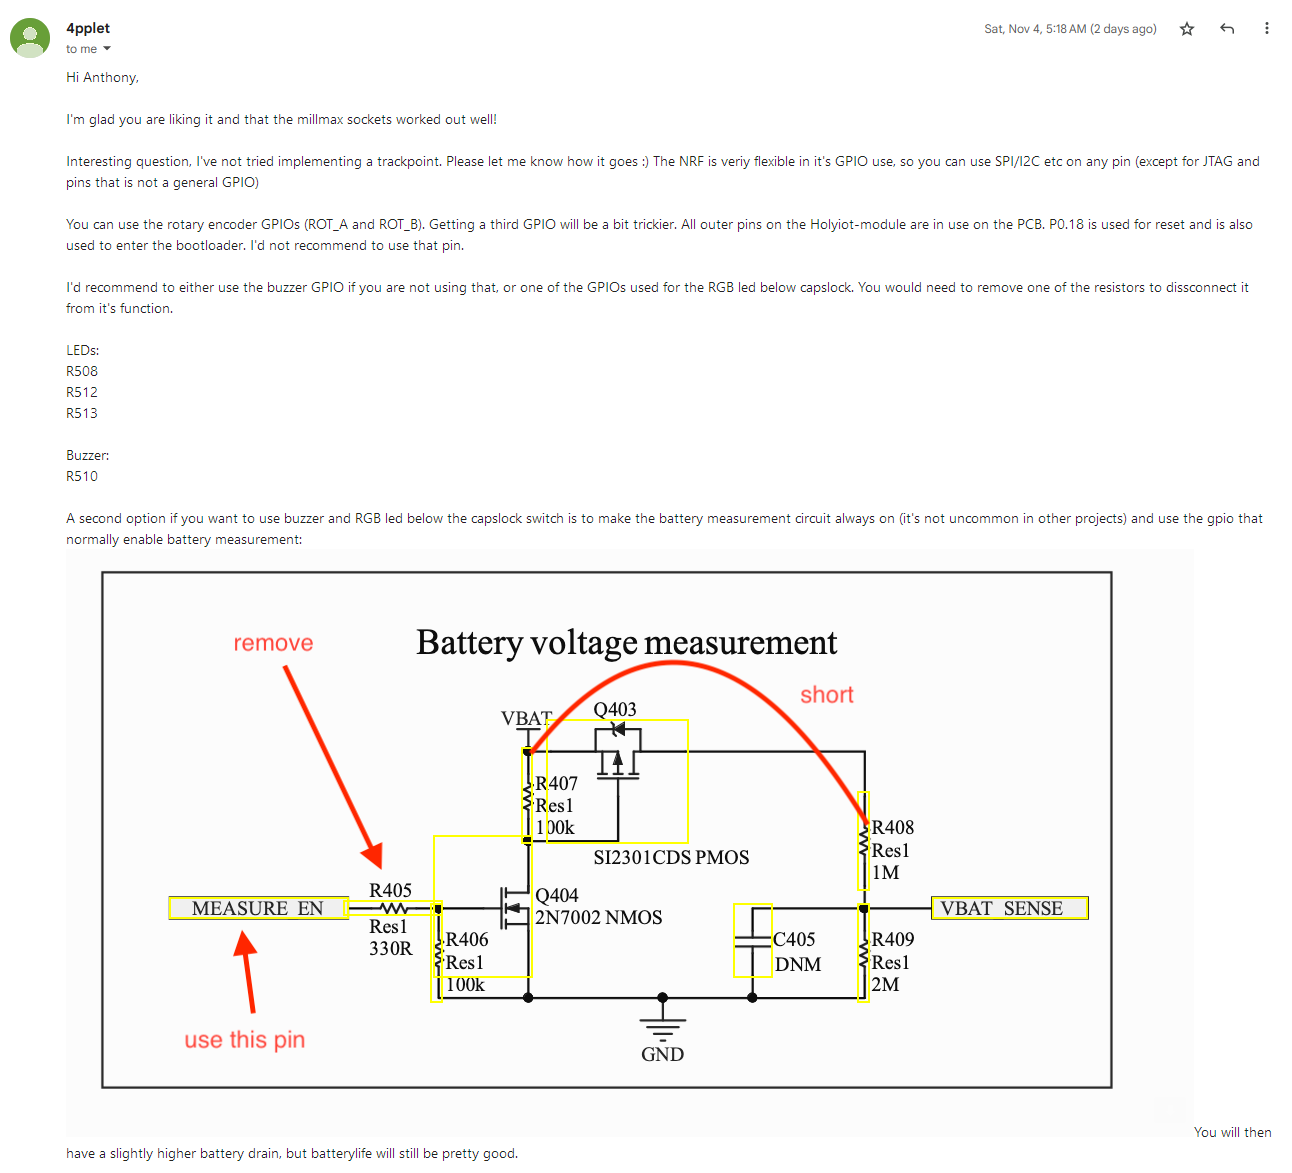 4pplet
Sat, Nov 4, 5:18 AM (2 days ago)
to me
Hi Anthony,
I'm glad you are liking it and that the millmax sockets worked out well!
Interesting question, I've not tried implementing a trackpoint. Please let me know how it goes :) The NRF is veriy flexible in it's GPIO use, so you can use SPI/I2C etc on any pin (except for JTAG and
pins that is not a general GPIO)
You can use the rotary encoder GPIOs (ROT_A and ROT_B). Getting a third GPIO will be a bit trickier. All outer pins on the Holyiot-module are in use on the PCB. P0.18 is used for reset and is also
used to enter the bootloader. I'd not recommend to use that pin.
I'd recommend to either use the buzzer GPIO if you are not using that, or one of the GPIOs used for the RGB led below capslock. You would need to remove one of the resistors to dissconnect it
from it's function.
LEDs:
R508
R512
R513
Buzzer:
R510
A second option if you want to use buzzer and RGB led below the capslock switch is to make the battery measurement circuit always on (it's not uncommon in other projects) and use the gpio that
normally enable battery measurement:
remove
Battery voltage measurement
short
VBAT
Q403
R407
Res1
100k
SI2301CDS PMOS
R408
Res1
1M
R405
MEASURE EN
Res1
330R
Q404
2N7002 NMOS
VBAT SENSE
R406
Res1
100k
C405
DNM
R409
Res1
2M
use this pin
GND
You will then
have a slightly higher battery drain, but batterylife will still be pretty good.